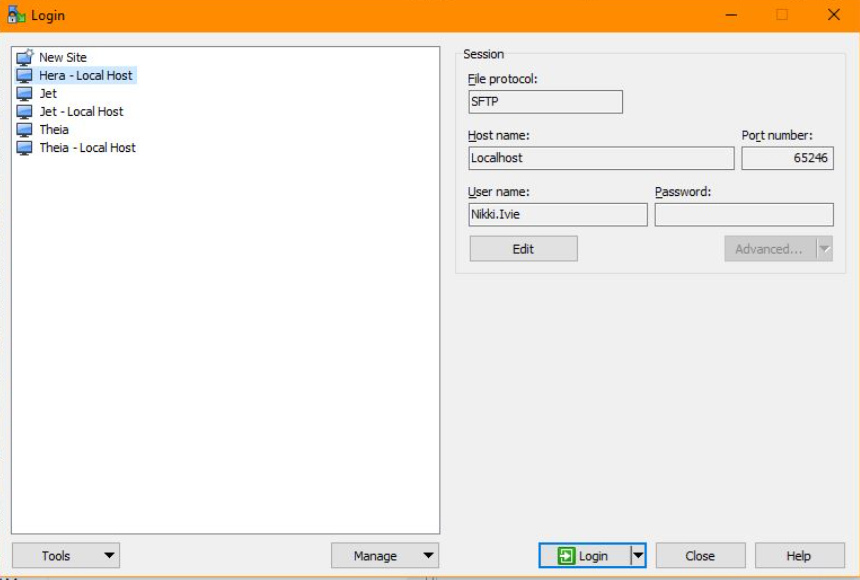 Login
New Site
Hera - Local Host
Jet
Jet - Local Host
Theia
Theia - Local Host
Session
File protocol:
SFTP
Host name:
Port number:
Localhost
65246
User name:
Password:
Nikki.Ivie
Edit
Advanced...
Tools
Manage
Login
Close
Help